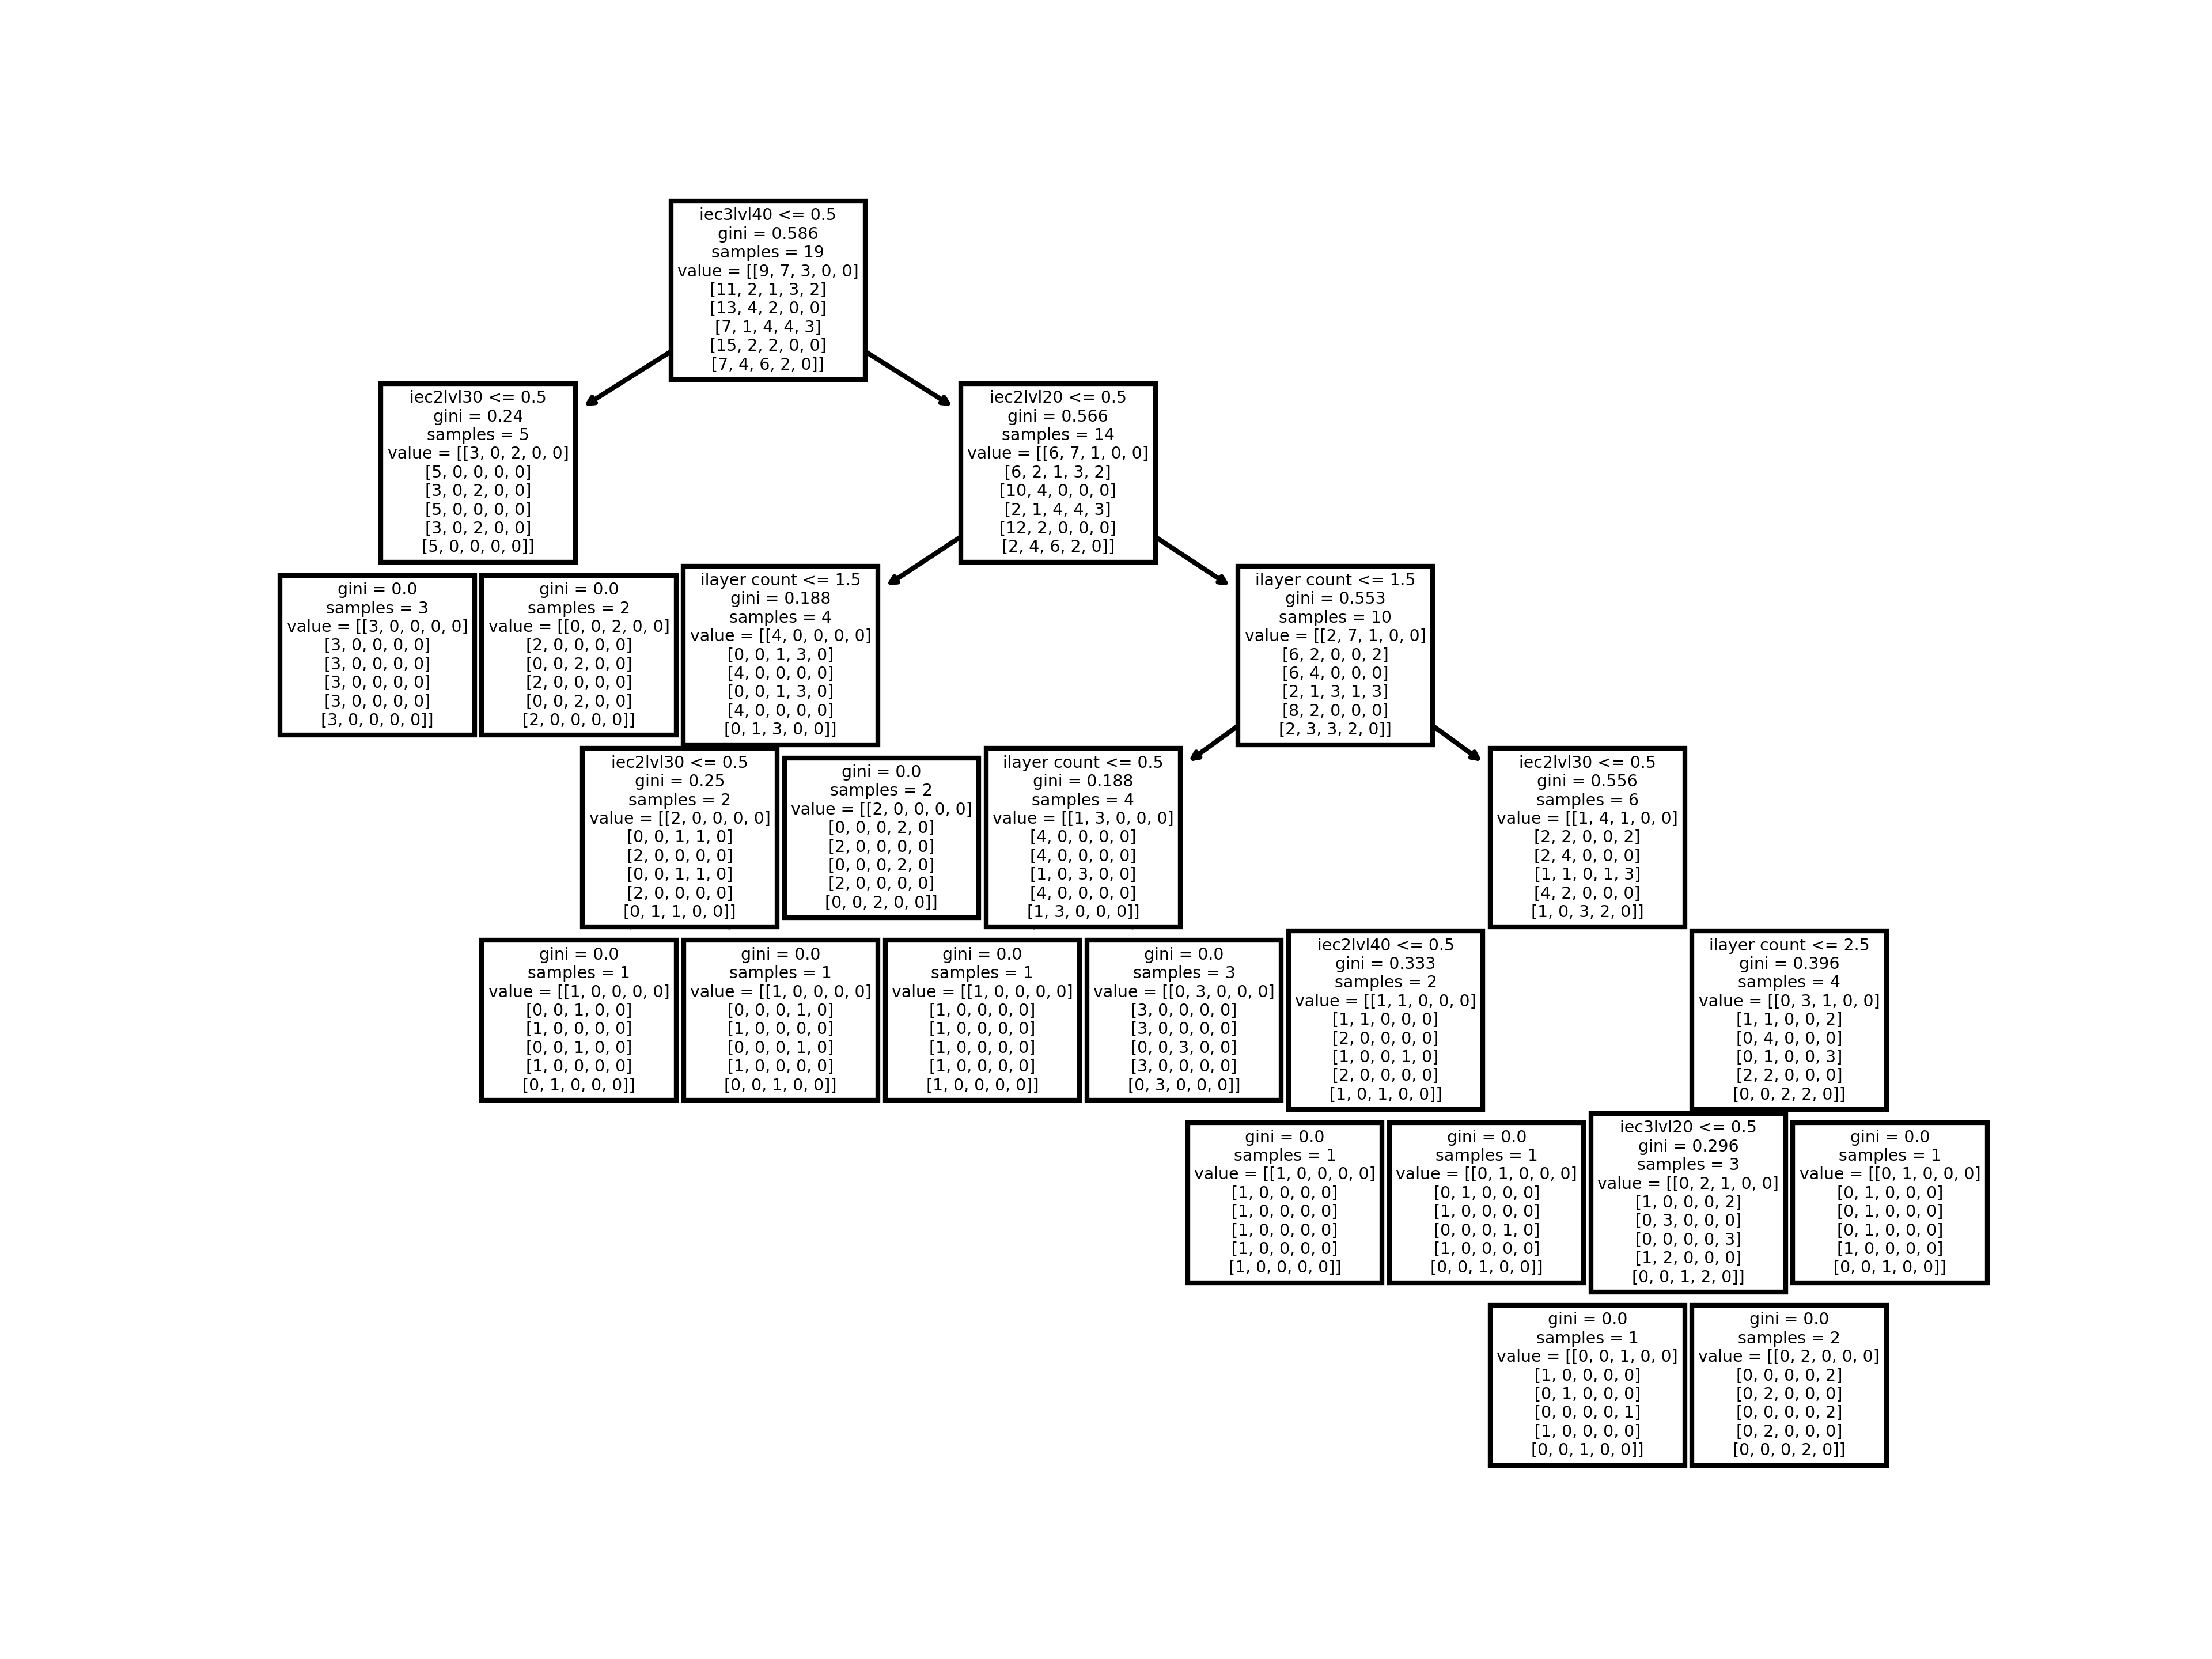 iec3lvl40 <= 0.5
gini = 0.586
samples = 19
value = [[9, 7, 3, 0, 0]
[11, 2, 1, 3, 2]
[13, 4, 2, 0, 0]
[7, 1, 4, 4, 3]
[15, 2, 2, 0, 0]
[7, 4, 6, 2, 0]]
iec2lvl30 <= 0.5
gini = 0.24
samples = 5
value = [[3, 0, 2, 0, 0]
[5, 0, 0, 0, 0]
[3, 0, 2, 0, 0]
[5, 0, 0, 0, 0]
[3, 0, 2, 0, 0]
[5, 0, 0, 0, 0]]
iec2lvl20 <= 0.5
gini = 0.566
samples = 14
value = [[6, 7, 1, 0, 0]
[6, 2, 1, 3, 2]
[10, 4, 0, 0, 0]
[2, 1, 4, 4, 3]
[12, 2, 0, 0, 0]
[2, 4, 6, 2, 0]]
gini = 0.0
samples = 3
value = [[3, 0, 0, 0, 0]
[3, 0, 0, 0, 0]
[3, 0, 0, 0, 0]
[3, 0, 0, 0, 0]
[3, 0, 0, 0, 0]
[3, 0, 0, 0, 0]]
gini = 0.0
samples = 2
value = [[0, 0, 2, 0, 0]
[2, 0, 0, 0, 0]
[0, 0, 2, 0, 0]
[2, 0, 0, 0, 0]
[0, 0, 2, 0, 0]
[2, 0, 0, 0, 0]]
ilayer count <= 1.5
gini = 0.188
samples = 4
value = [[4, 0, 0, 0, 0]
[0, 0, 1, 3, 0]
[4, 0, 0, 0, 0]
[0, 0, 1, 3, 0]
[4, 0, 0, 0, 0]
[0, 1, 3, 0, 0]]
ilayer count <= 1.5
gini = 0.553
samples = 10
value = [[2, 7, 1, 0, 0]
[6, 2, 0, 0, 2]
[6, 4, 0, 0, 0]
[2, 1, 3, 1, 3]
[8, 2, 0, 0, 0]
[2, 3, 3, 2, 0]]
iec2lvl30 <= 0.5
gini = 0.25
samples = 2
value = [[2, 0, 0, 0, 0]
[0, 0, 1, 1, 0]
[2, 0, 0, 0, 0]
[0, 0, 1, 1, 0]
[2, 0, 0, 0, 0]
[0, 1, 1, 0, 0]]
gini = 0.0
samples = 2
value = [[2, 0, 0, 0, 0]
[0, 0, 0, 2, 0]
[2, 0, 0, 0, 0]
[0, 0, 0, 2, 0]
[2, 0, 0, 0, 0]
[0, 0, 2, 0, 0]]
ilayer count <= 0.5
gini = 0.188
samples = 4
value = [[1, 3, 0, 0, 0]
[4, 0, 0, 0, 0]
[4, 0, 0, 0, 0]
[1, 0, 3, 0, 0]
[4, 0, 0, 0, 0]
[1, 3, 0, 0, 0]]
iec2lvl30 <= 0.5
gini = 0.556
samples = 6
value = [[1, 4, 1, 0, 0]
[2, 2, 0, 0, 2]
[2, 4, 0, 0, 0]
[1, 1, 0, 1, 3]
[4, 2, 0, 0, 0]
[1, 0, 3, 2, 0]]
gini = 0.0
samples = 1
value = [[1, 0, 0, 0, 0]
[0, 0, 1, 0, 0]
[1, 0, 0, 0, 0]
[0, 0, 1, 0, 0]
[1, 0, 0, 0, 0]
[0, 1, 0, 0, 0]]
gini = 0.0
samples = 1
value = [[1, 0, 0, 0, 0]
[0, 0, 0, 1, 0]
[1, 0, 0, 0, 0]
[0, 0, 0, 1, 0]
[1, 0, 0, 0, 0]
[0, 0, 1, 0, 0]]
gini = 0.0
samples = 1
value = [[1, 0, 0, 0, 0]
[1, 0, 0, 0, 0]
[1, 0, 0, 0, 0]
[1, 0, 0, 0, 0]
[1, 0, 0, 0, 0]
[1, 0, 0, 0, 0]]
gini = 0.0
samples = 3
value = [[0, 3, 0, 0, 0]
[3, 0, 0, 0, 0]
[3, 0, 0, 0, 0]
[0, 0, 3, 0, 0]
[3, 0, 0, 0, 0]
[0, 3, 0, 0, 0]]
iec2lvl40 <= 0.5
gini = 0.333
samples = 2
value = [[1, 1, 0, 0, 0]
[1, 1, 0, 0, 0]
[2, 0, 0, 0, 0]
[1, 0, 0, 1, 0]
[2, 0, 0, 0, 0]
[1, 0, 1, 0, 0]]
ilayer count <= 2.5
gini = 0.396
samples = 4
value = [[0, 3, 1, 0, 0]
[1, 1, 0, 0, 2]
[0, 4, 0, 0, 0]
[0, 1, 0, 0, 3]
[2, 2, 0, 0, 0]
[0, 0, 2, 2, 0]]
gini = 0.0
samples = 1
value = [[1, 0, 0, 0, 0]
[1, 0, 0, 0, 0]
[1, 0, 0, 0, 0]
[1, 0, 0, 0, 0]
[1, 0, 0, 0, 0]
[1, 0, 0, 0, 0]]
gini = 0.0
samples = 1
value = [[0, 1, 0, 0, 0]
[0, 1, 0, 0, 0]
[1, 0, 0, 0, 0]
[0, 0, 0, 1, 0]
[1, 0, 0, 0, 0]
[0, 0, 1, 0, 0]]
iec3lvl20 <= 0.5
gini = 0.296
samples = 3
value = [[0, 2, 1, 0, 0]
[1, 0, 0, 0, 2]
[0, 3, 0, 0, 0]
[0, 0, 0, 0, 3]
[1, 2, 0, 0, 0]
[0, 0, 1, 2, 0]]
gini = 0.0
samples = 1
value = [[0, 1, 0, 0, 0]
[0, 1, 0, 0, 0]
[0, 1, 0, 0, 0]
[0, 1, 0, 0, 0]
[1, 0, 0, 0, 0]
[0, 0, 1, 0, 0]]
gini = 0.0
samples = 1
value = [[0, 0, 1, 0, 0]
[1, 0, 0, 0, 0]
[0, 1, 0, 0, 0]
[0, 0, 0, 0, 1]
[1, 0, 0, 0, 0]
[0, 0, 1, 0, 0]]
gini = 0.0
samples = 2
value = [[0, 2, 0, 0, 0]
[0, 0, 0, 0, 2]
[0, 2, 0, 0, 0]
[0, 0, 0, 0, 2]
[0, 2, 0, 0, 0]
[0, 0, 0, 2, 0]]